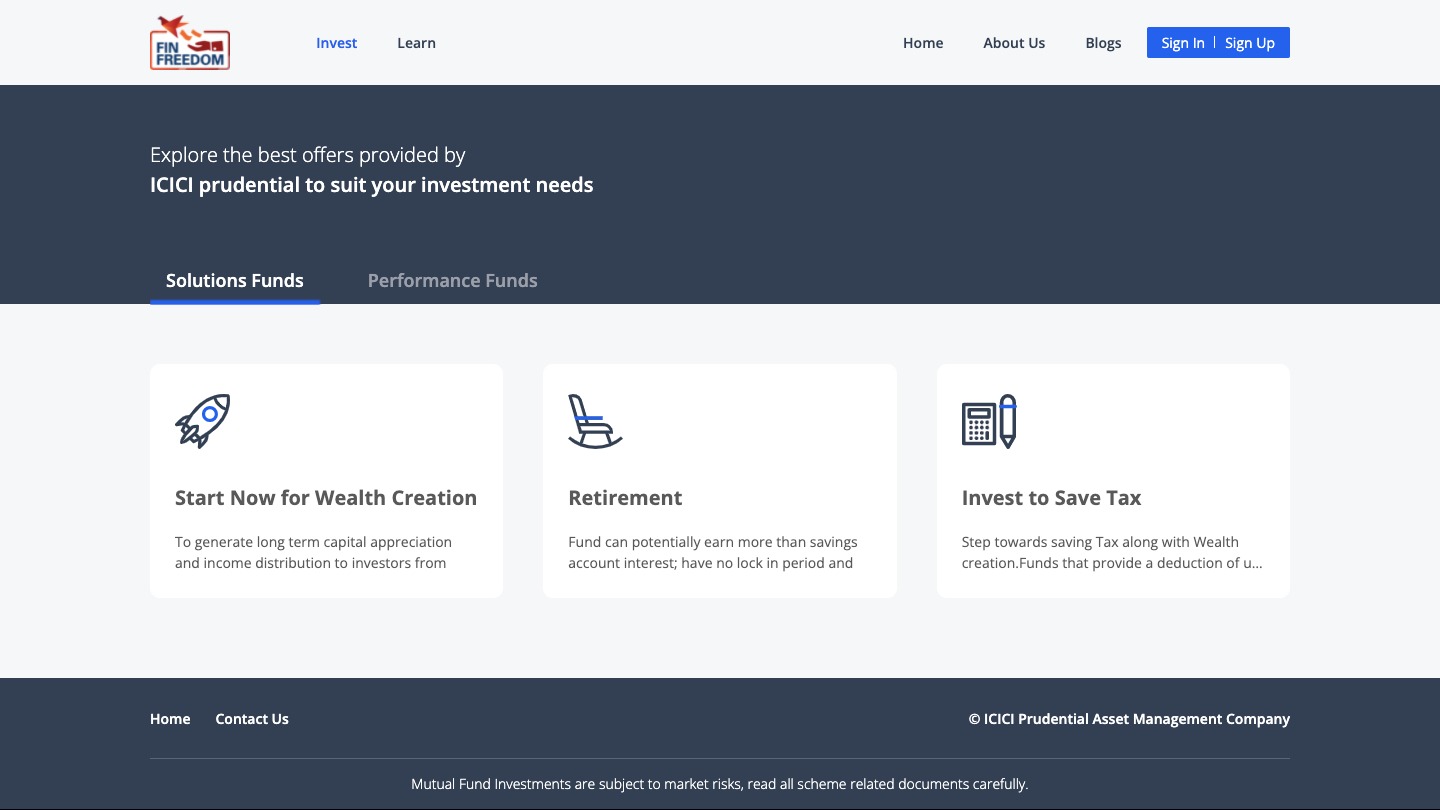 FIN
FREEDOM
Invest
Learn
Home
About Us
Blogs
Sign In | Sign Up
Explore the best offers provided by
ICICI prudential to suit your investment needs
Solutions Funds
Performance Funds
Start Now for Wealth Creation
To generate long term capital appreciation
and income distribution to investors from
Retirement
Fund can potentially earn more than savings
account interest; have no lock in period and
Invest to Save Tax
Step towards saving Tax along with Wealth
creation.Funds that provide a deduction of u...
Home
Contact Us
© ICICI Prudential Asset Management Company
Mutual Fund Investments are subject to market risks, read all scheme related documents carefully.